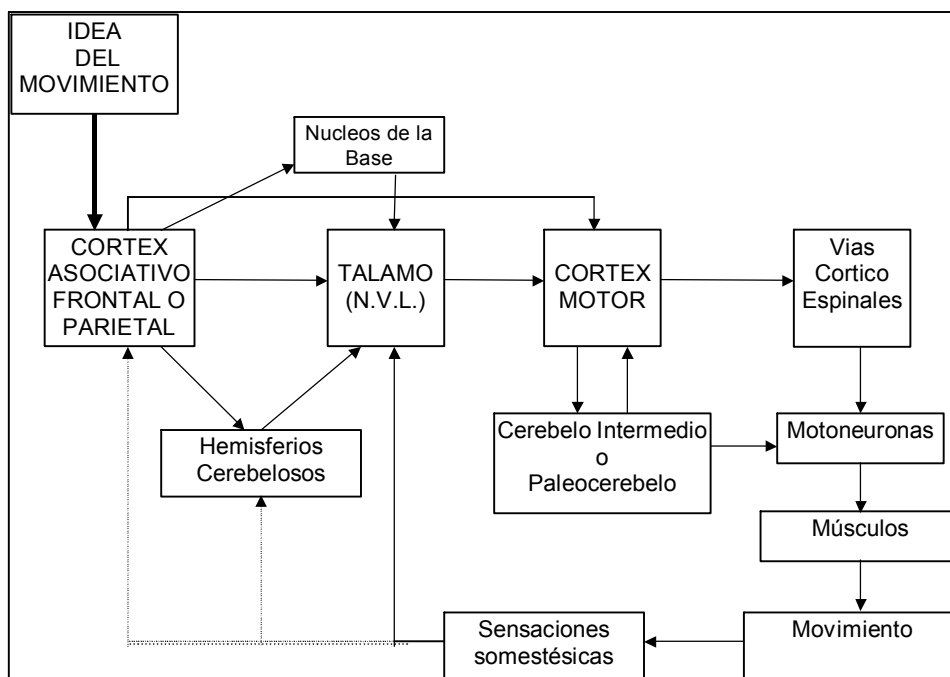 IDEA
DEL
MOVIMIENTO
Nucleos de la
Base
CORTEX
ASOCIATIVO
FRONTAL O
PARIETAL
TALAMO
(N.V.L.)
CORTEX
MOTOR
Vias
Cortico
Espinales
Hemisferios
Cerebelosos
Cerebelo Intermedio
o
Paleocerebelo
Motoneuronas
Músculos
Sensaciones
somestésicas
Movimiento